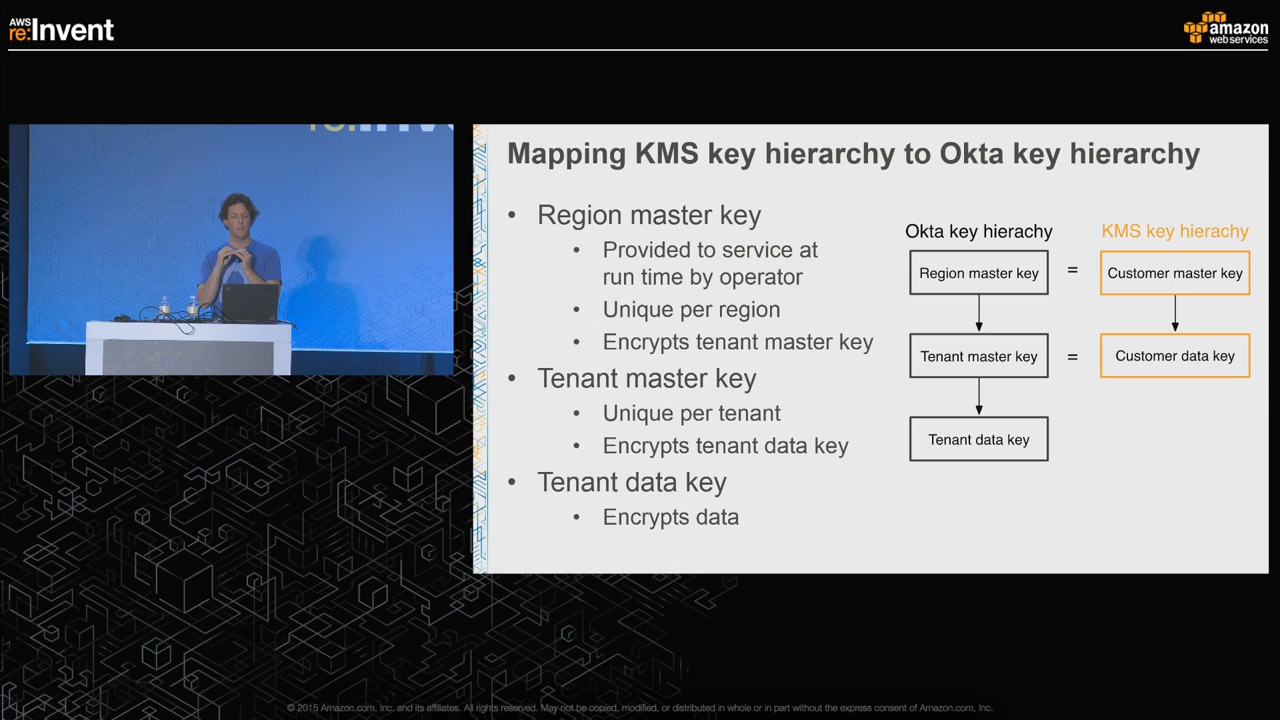 AWS
re:Invent
amazon
web services
Mapping KMS key hierarchy to Okta key hierarchy
• Region master key
• Provided to service at
run time by operator
• Unique per region
• Encrypts tenant master key
• Tenant master key
• Unique per tenant
• Encrypts tenant data key
• Tenant data key
• Encrypts data
Okta key hierachy
KMS key hierachy
Region master key
=
Customer master key
Tenant master key
=
Customer data key
Tenant data key
© 2015 Amazon.com, Inc. and its affiliates. All rights reserved. May not be copied, modified, or distributed in whole or in part without the express consent of Amazon.com, Inc.